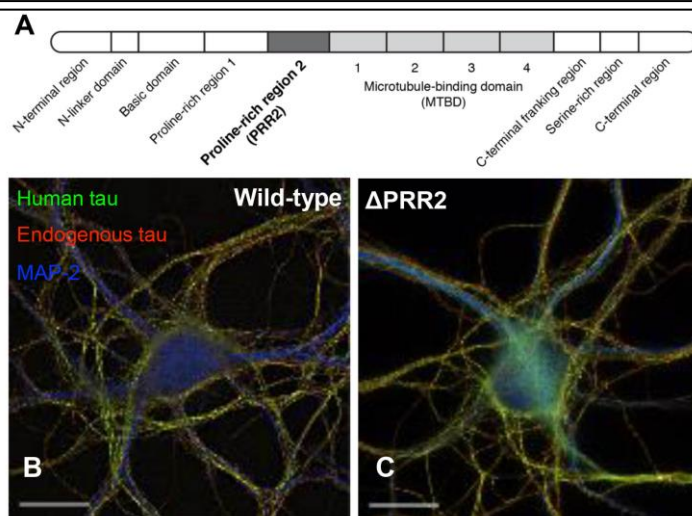 A
N-terminal region
N-linker domain
Basic domain
Proline-rich region 1
Proline-rich region 2
(PRR2)
1 2 3 4
Microtubule-binding domain
(MTBD)
C-terminal franking region
Serine-rich region
C-terminal region
Human tau
Endogenous tau
MAP-2
Wild-type
B
ΔPRR2
C